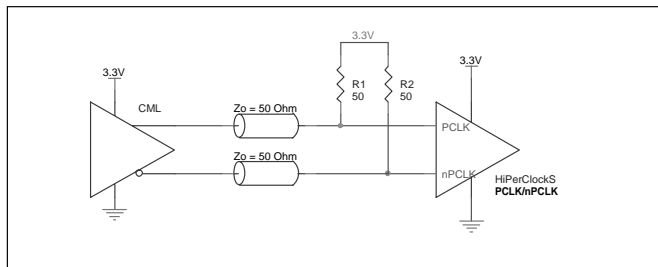 3.3V
3.3V
3.3V
R1
50
R2
50
CML
Zo = 50 Ohm
PCLK
Zo = 50 Ohm
nPCLK
HiPerClockS
PCLK/nPCLK